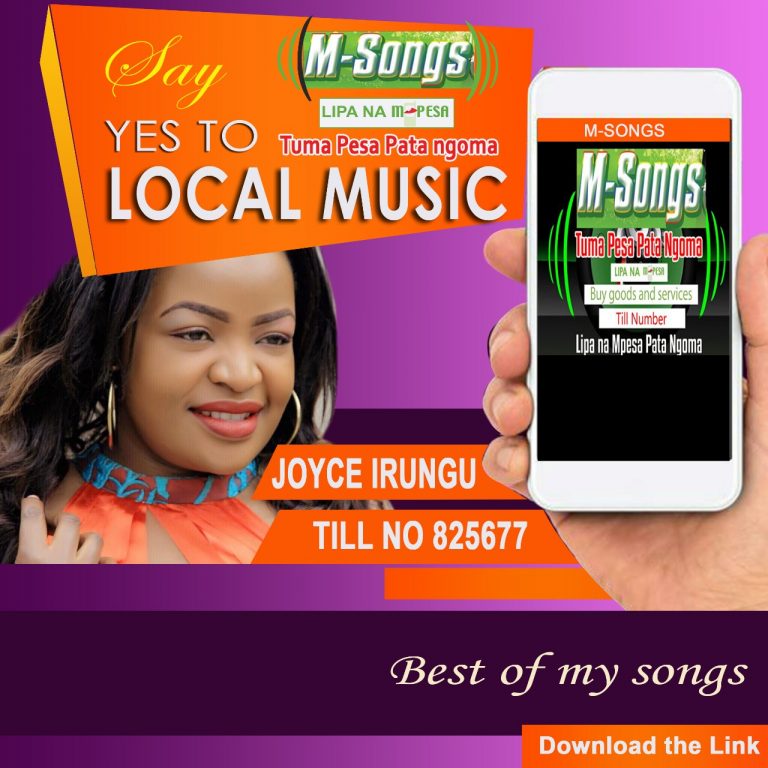 Say
YES TO
LOCAL MUSIC
M-Songs
LIPA NA M-PESA
Tuma Pesa Pata ngoma
M-SONGS
M-Songs
Tuma Pesa Pata Ngoma
LIPA NA M-PESA
Buy goods and services
Till Number
Lipa na Mpesa Pata Ngoma
JOYCE IRUNGU
TILL NO 825677
Best of my songs
Download the Link